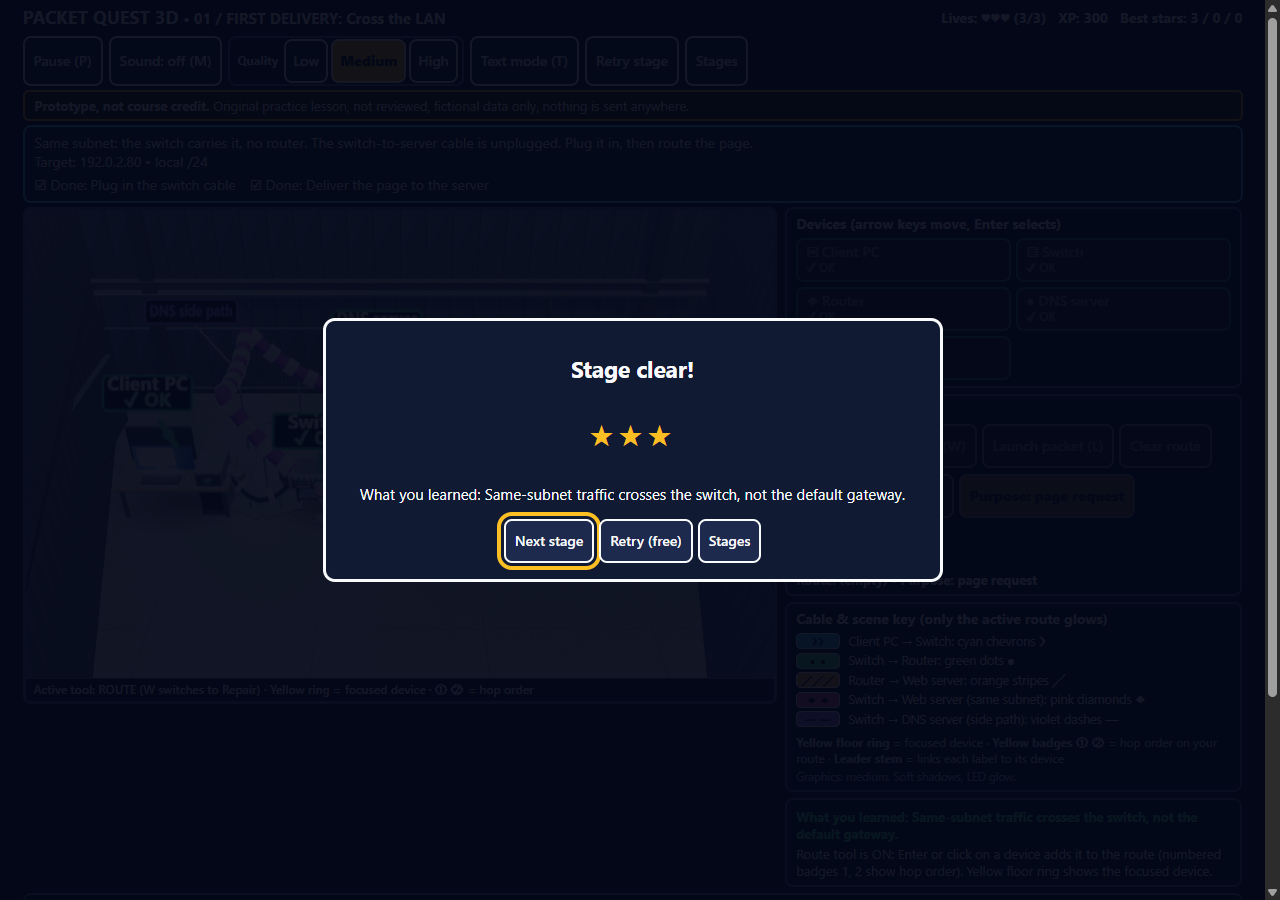 PACKET QUEST 3D • 01 / FIRST DELIVERY: Cross the LAN
Lives: ♥♥♥ (3/3) XP: 300 Best stars: 3 / 0 / 0
Pause (P) Sound: off (M) Quality Low Medium High Text mode (T) Retry stage Stages
Prototype, not course credit. Original practice lesson, not reviewed, fictional data only, nothing is sent anywhere.
Same subnet: the switch carries it, no router. The switch-to-server cable is unplugged. Plug it in, then route the page.
Target: 192.0.2.80 • local /24
☑ Done: Plug in the switch cable ☑ Done: Deliver the page to the server
DNS side path
Client PC
✓ OK
Devices (arrow keys move, Enter selects)
Client PC
✓ OK
Switch
✓ OK
Router
DNS server
✓ OK
Stage clear!
★ ★ ★
What you learned: Same-subnet traffic crosses the switch, not the default gateway.
Next stage Retry (free) Stages
Launch packet (L) Clear route
Purpose: page request
Active tool: ROUTE (W switches to Repair) · Yellow ring = focused device · ① ② = hop order
Cable & scene key (only the active route glows)
Client PC → Switch: cyan chevrons ❯
Switch → Router: green dots ●
Router → Web server: orange stripes ╱
Switch → Web server (same subnet): pink diamonds ◆
Switch → DNS server (side path): violet dashes —
Yellow floor ring = focused device · Yellow badges ① ② = hop order on your
route · Leader stem = links each label to its device
Graphics: medium. Soft shadows, LED glow.
What you learned: Same-subnet traffic crosses the switch, not the
default gateway.
Route tool is ON: Enter or click on a device adds it to the route (numbered
badges 1, 2 show hop order). Yellow floor ring shows the focused device.